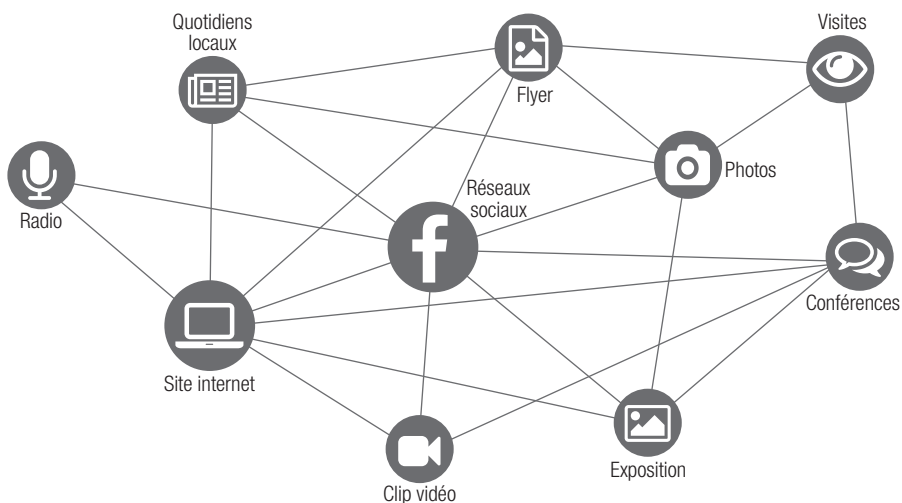 Quotidiens
locaux
Visites
Flyer
Photos
Réseaux
sociaux
Radio
Conférences
Site internet
Exposition
Clip vidéo